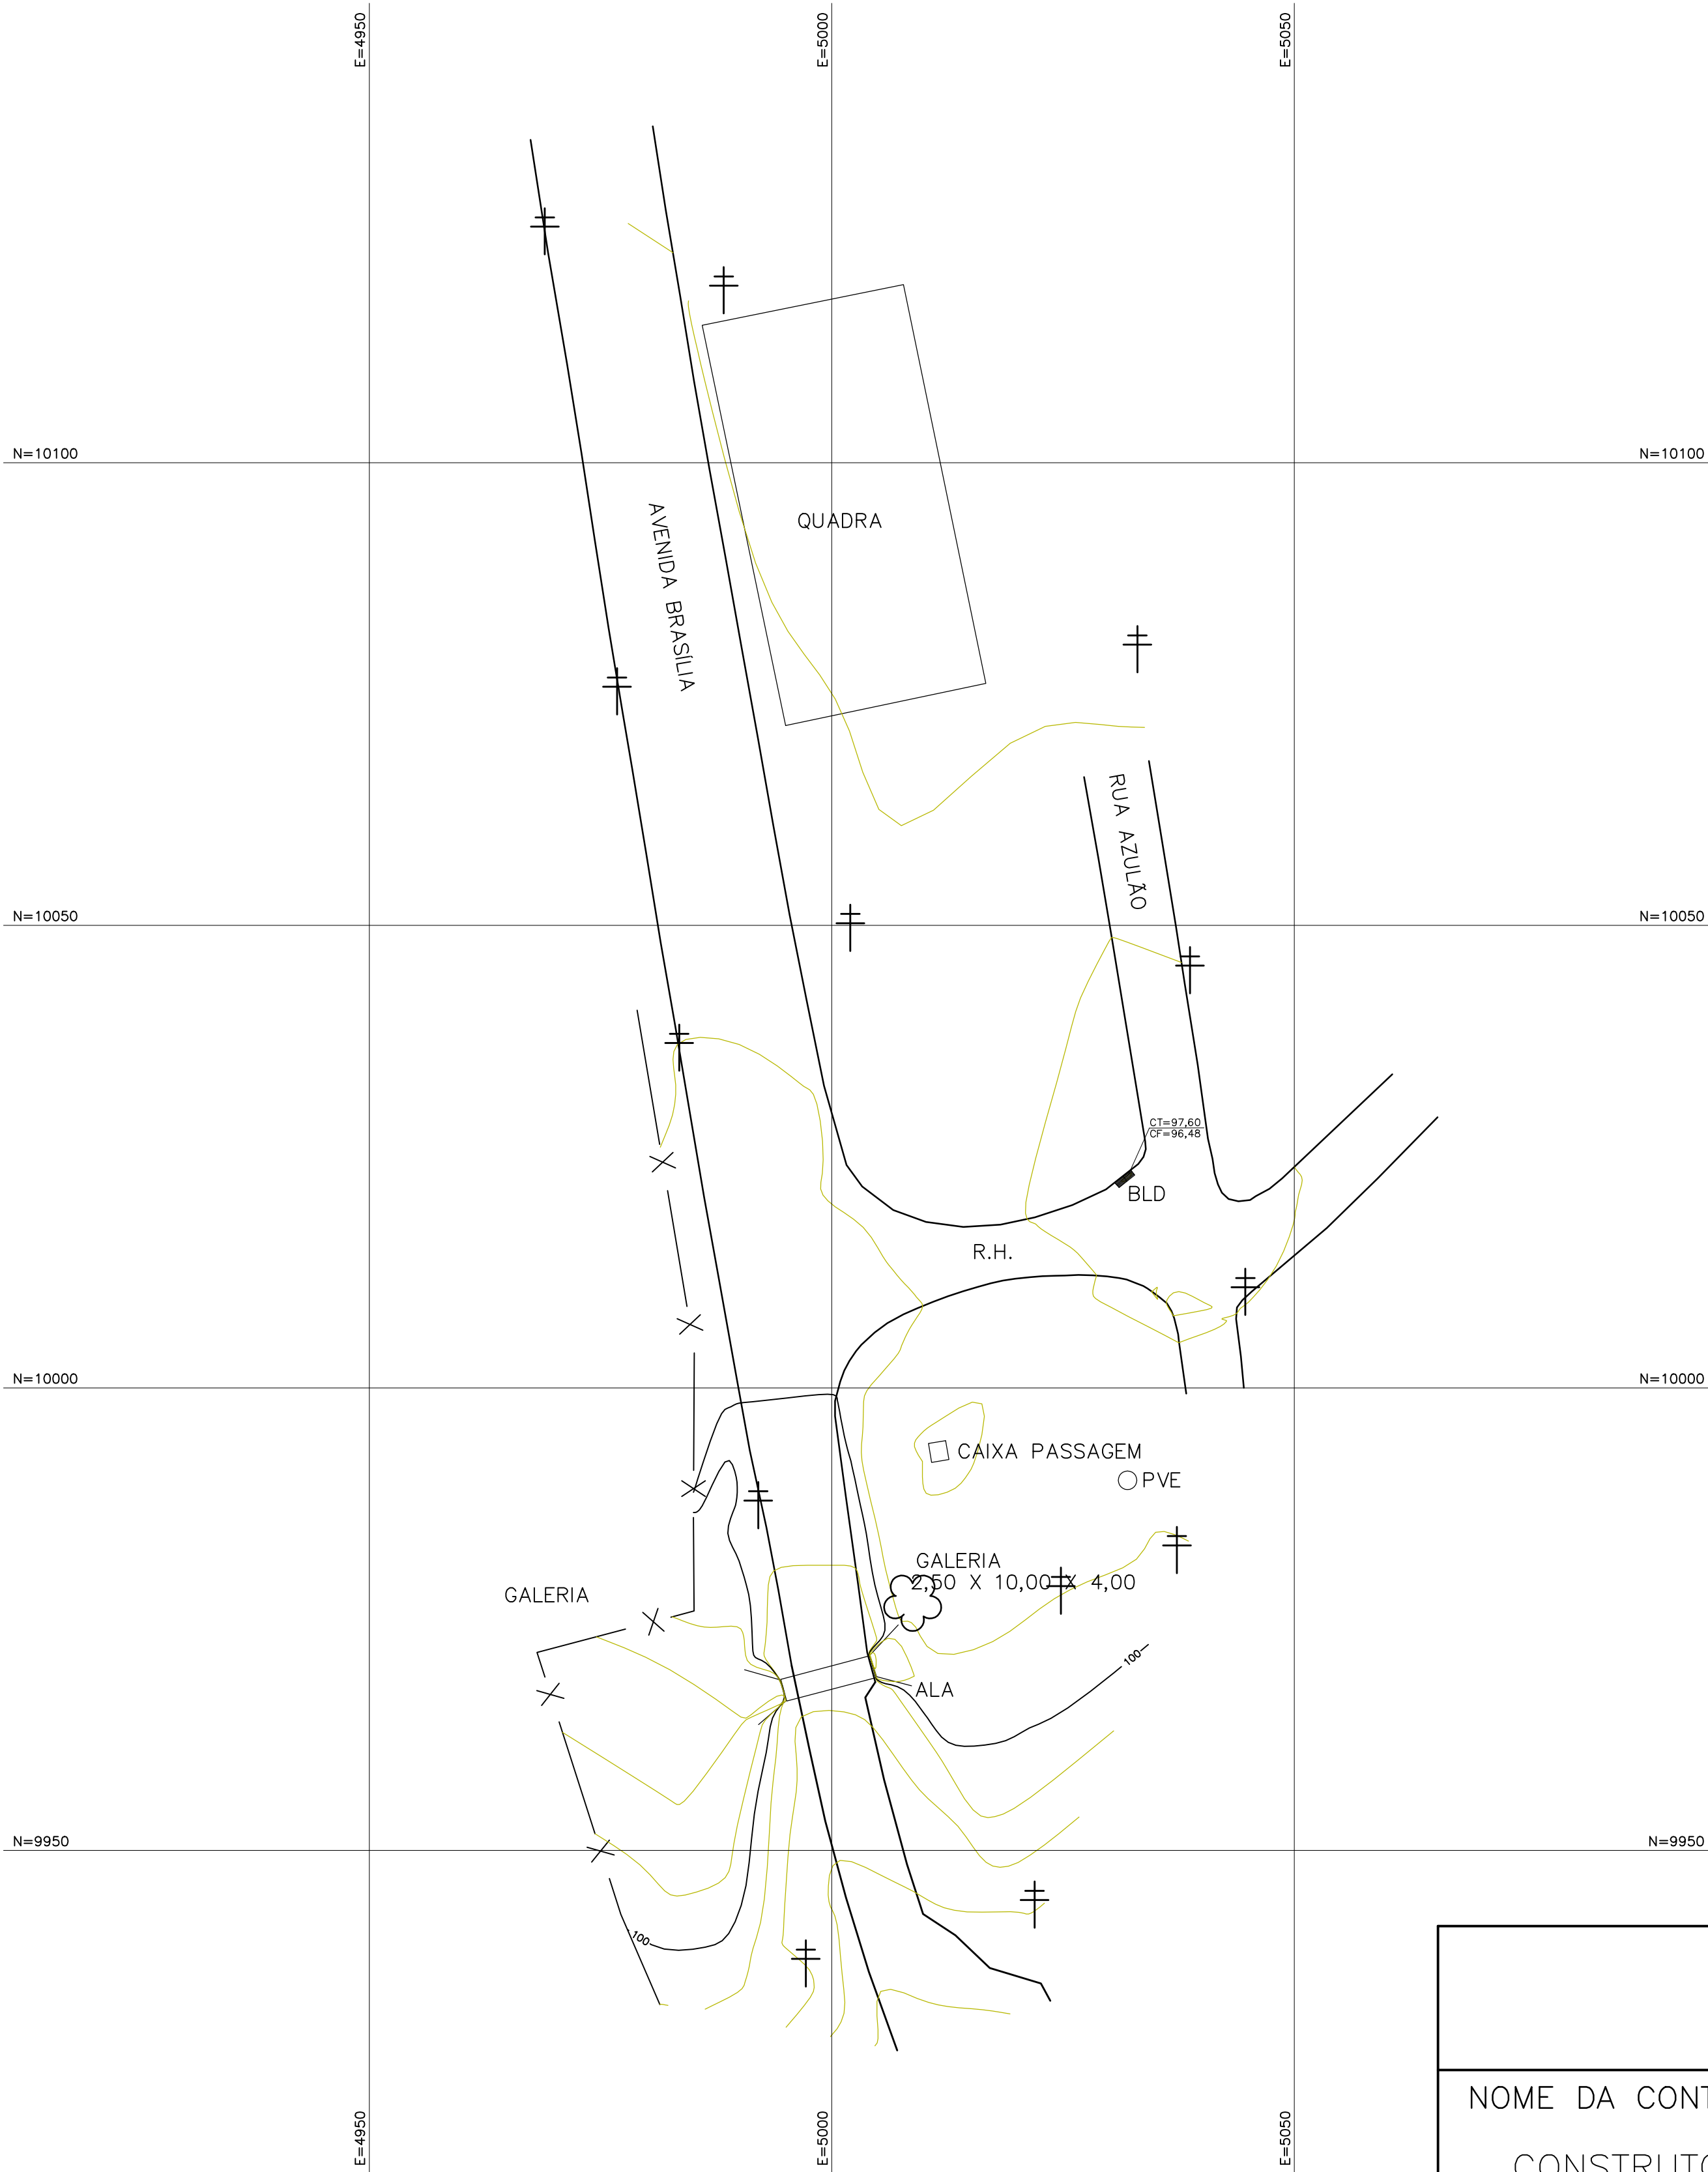 E=4950
E=5000
E=5050
N=10100
N=10100
AVENIDA BRASÍLIA
QUADRA
RUA AZULÃO
N=10050
N=10050
CT=97,60
CF=96,48
BLD
R.H.
N=10000
N=10000
CAIXA PASSAGEM
PVE
GALERIA
2,50 X 10,00 X 4,00
GALERIA
100
ALA
N=9950
N=9950
100
NOME DA CONT
CONSTRUTO
E=4950
E=5000
E=5050